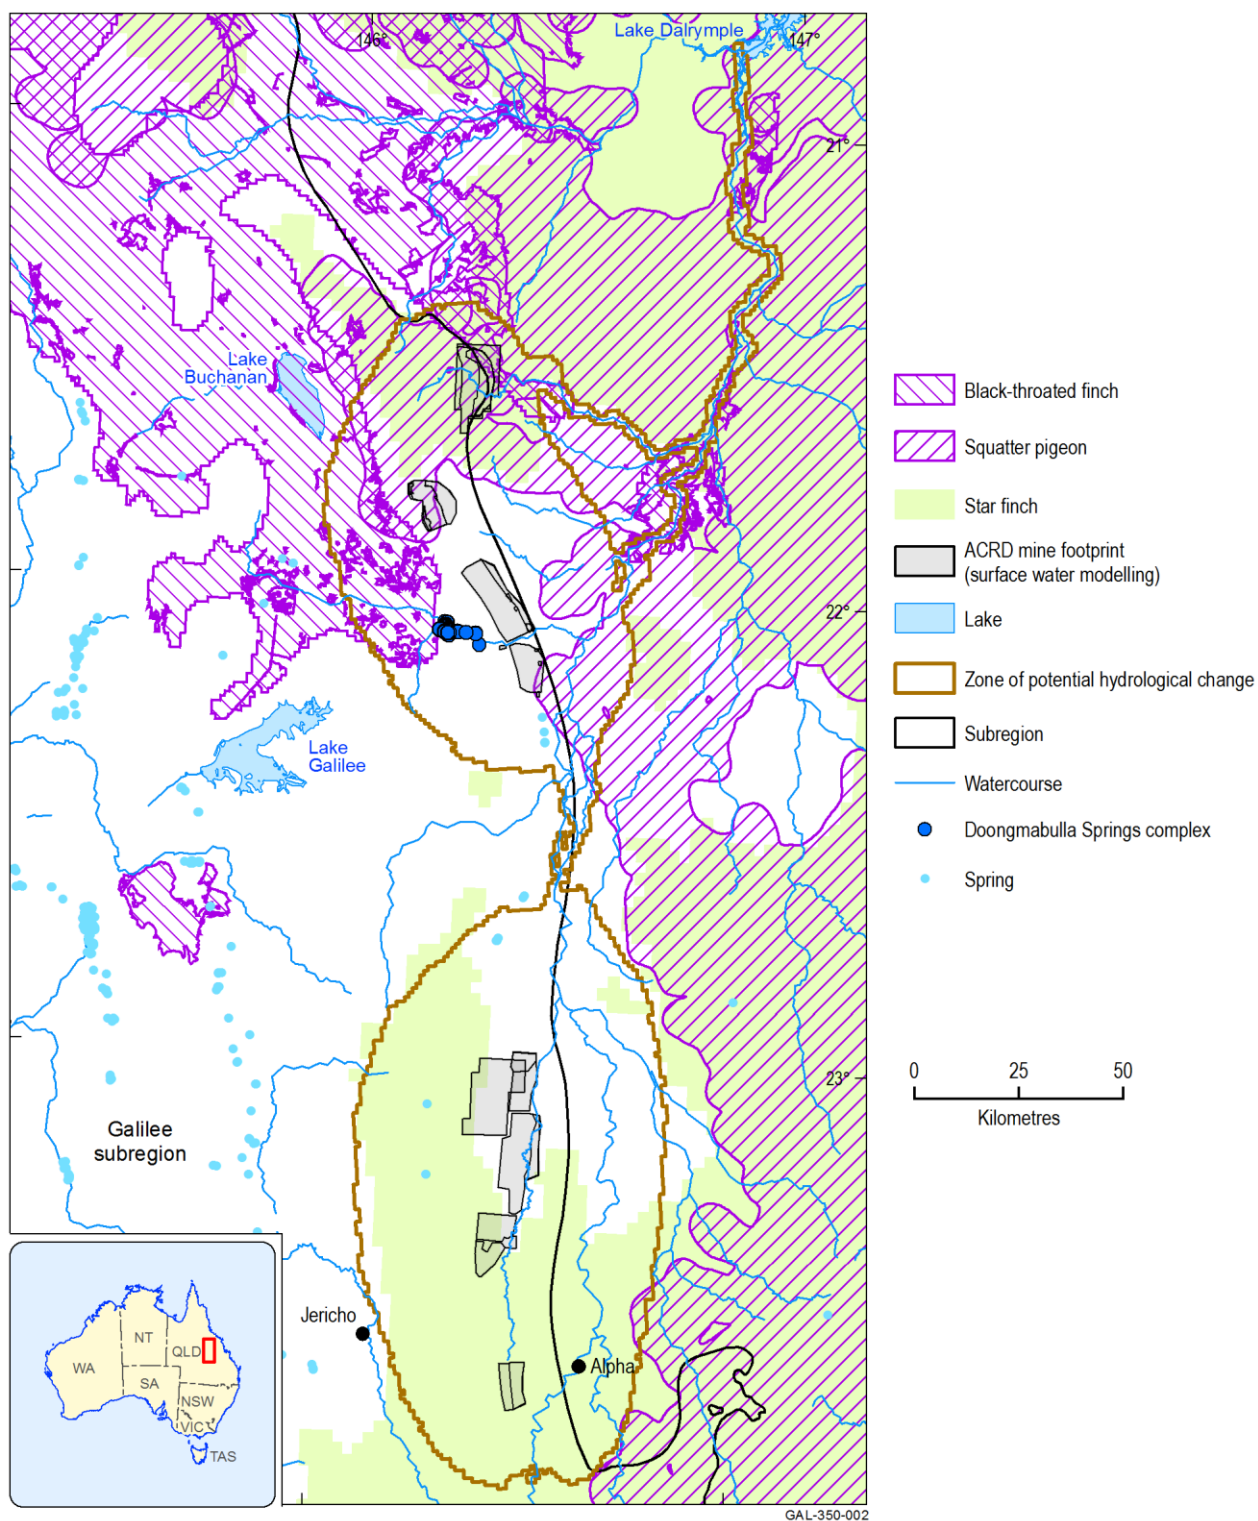 Lake Dalrymple
146°
147°
21°
Lake
Buchanan
Black-throated finch
Squatter pigeon
Star finch
ACRD mine footprint
(surface water modelling)
Lake
22°
Zone of potential hydrological change
Subregion
Lake
Galilee
Watercourse
Doongmabulla Springs complex
Spring
23°
0 25 50
Kilometres
Galilee
subregion
Jericho
Alpha
NT
QLD
WA
SA
NSW
VIC
TAS
GAL-350-002